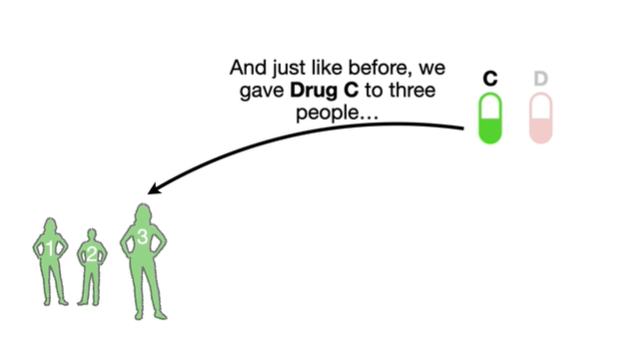 And just like before, we
gave Drug C to three
people...
C D
1 2 3